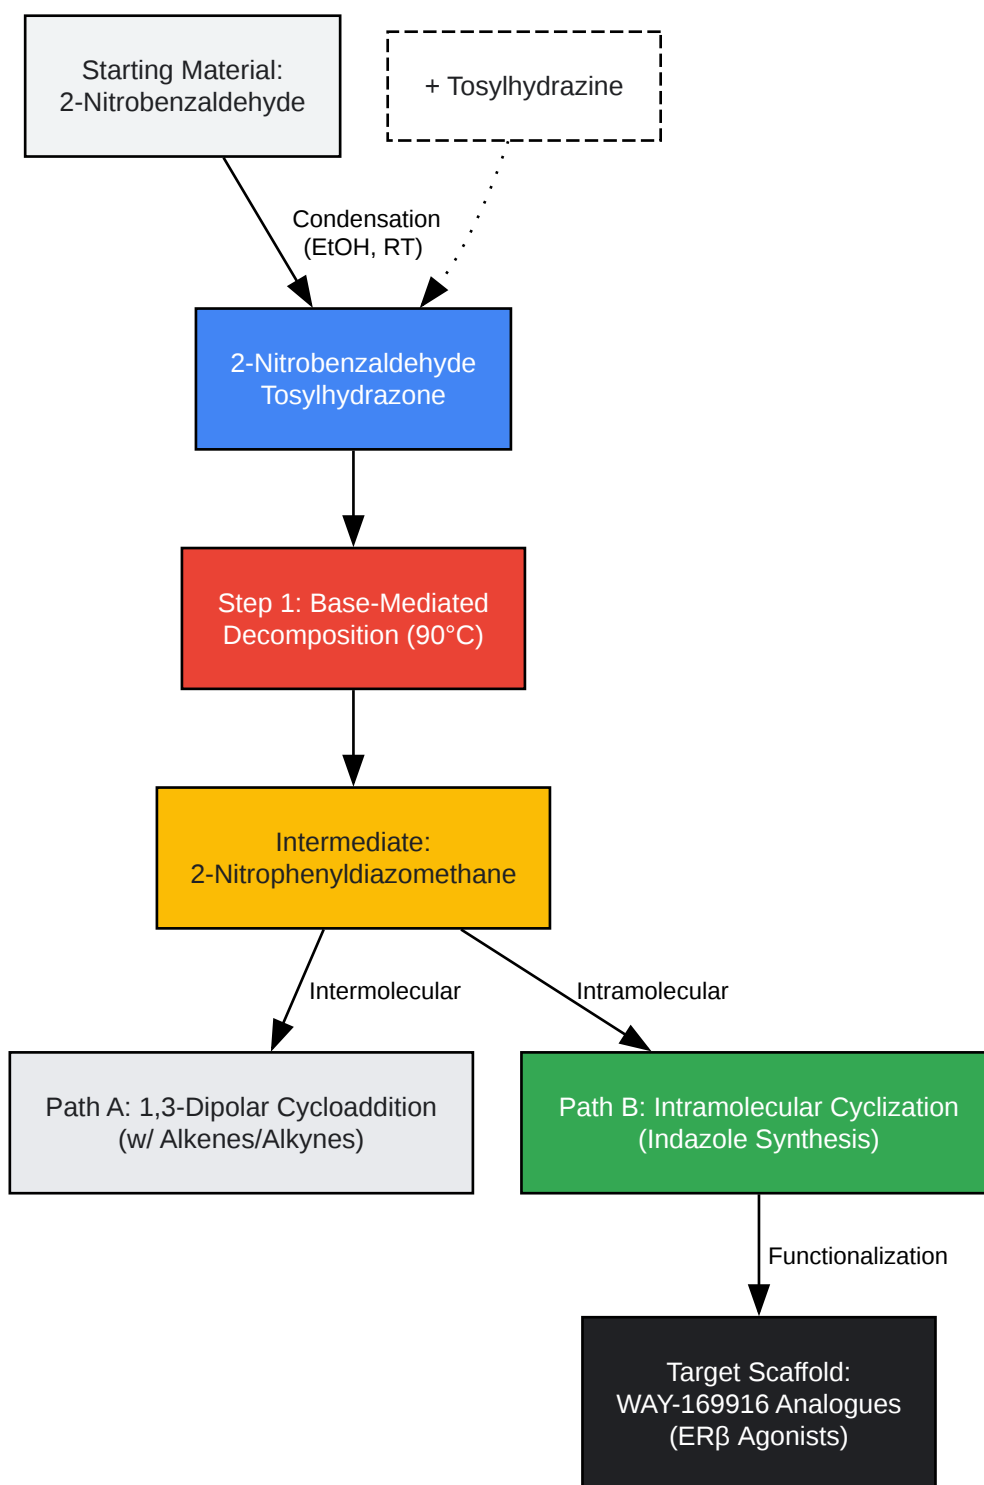 Starting Material:
2-Nitrobenzaldehyde
+ Tosylhydrazine
Condensation
(EtOH, RT)
2-Nitrobenzaldehyde
Tosylhydrazone
Step 1: Base-Mediated
Decomposition (90°C)
Intermediate:
2-Nitrophenyldiazomethane
Intermolecular
Intramolecular
Path A: 1,3-Dipolar Cycloaddition
(w/ Alkenes/Alkynes)
Path B: Intramolecular Cyclization
(Indazole Synthesis)
Functionalization
Target Scaffold:
WAY-169916 Analogues
(ERβ Agonists)